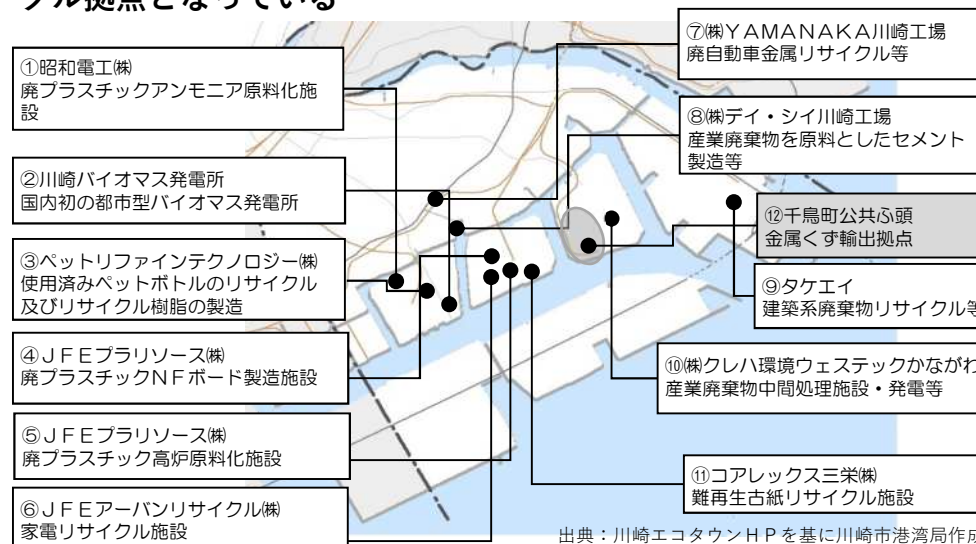 クル拠点となっている
①昭和電工㈱
廃プラスチックアンモニア原料化施
設
②川崎バイオマス発電所
国内初の都市型バイオマス発電所
③ペットリファインテクノロジー㈱
使用済みペットボトルのリサイクル
及びリサイクル樹脂の製造
④ＪＦＥプラリソース㈱
廃プラスチックＮＦボード製造施設
⑤ＪＦＥプラリソース㈱
廃プラスチック高炉原料化施設
⑥ＪＦＥアーバンリサイクル㈱
家電リサイクル施設
⑦㈱ＹＡＭＡＮＡＫＡ川崎工場
廃自動車金属リサイクル等
⑧㈱デイ・シイ川崎工場
産業廃棄物を原料としたセメント
製造等
⑫千鳥町公共ふ頭
金属くず輸出拠点
⑨タケエイ
建築系廃棄物リサイクル等
⑩㈱クレハ環境ウェステックかながわ
産業廃棄物中間処理施設・発電等
⑪コアレックス三栄㈱
難再生古紙リサイクル施設
出典：川崎エコタウンＨＰを基に川崎市港湾局作成